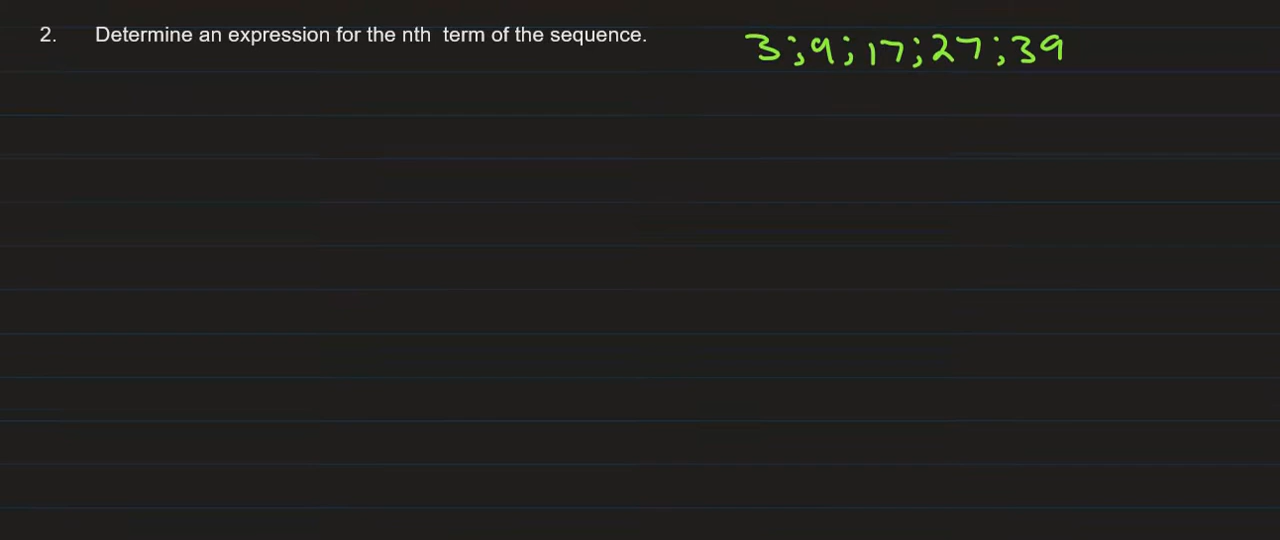 2. Determine an expression for the nth term of the sequence. 3;9;17;27;39